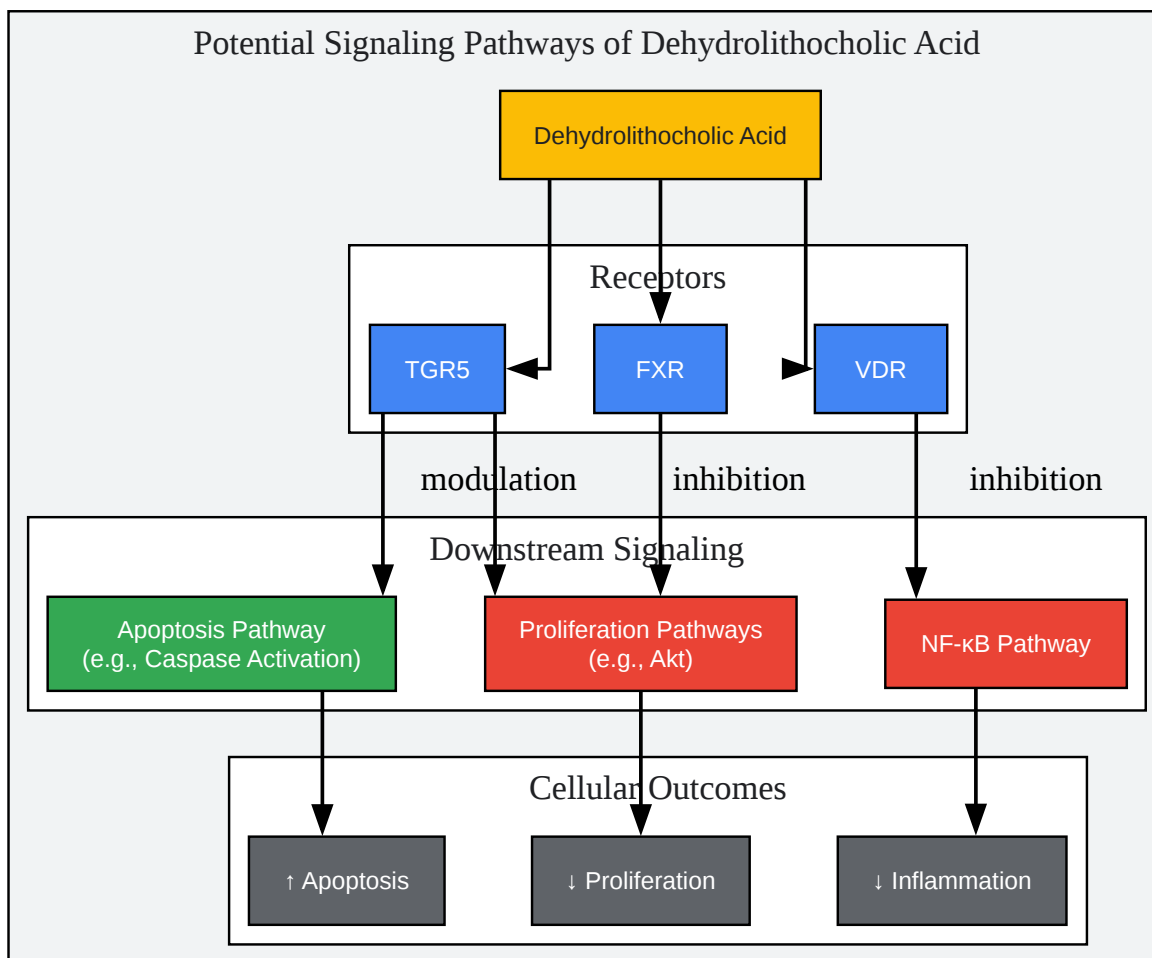 Potential Signaling Pathways of Dehydrolithocholic Acid
Dehydrolithocholic Acid
Receptors
TGR5
FXR
VDR
modulation
inhibition
inhibition
Downstream Signaling
Apoptosis Pathway
(e.g., Caspase Activation)
Proliferation Pathways
(e.g., Akt)
NF-κB Pathway
Cellular Outcomes
↑ Apoptosis
↓ Proliferation
↓ Inflammation